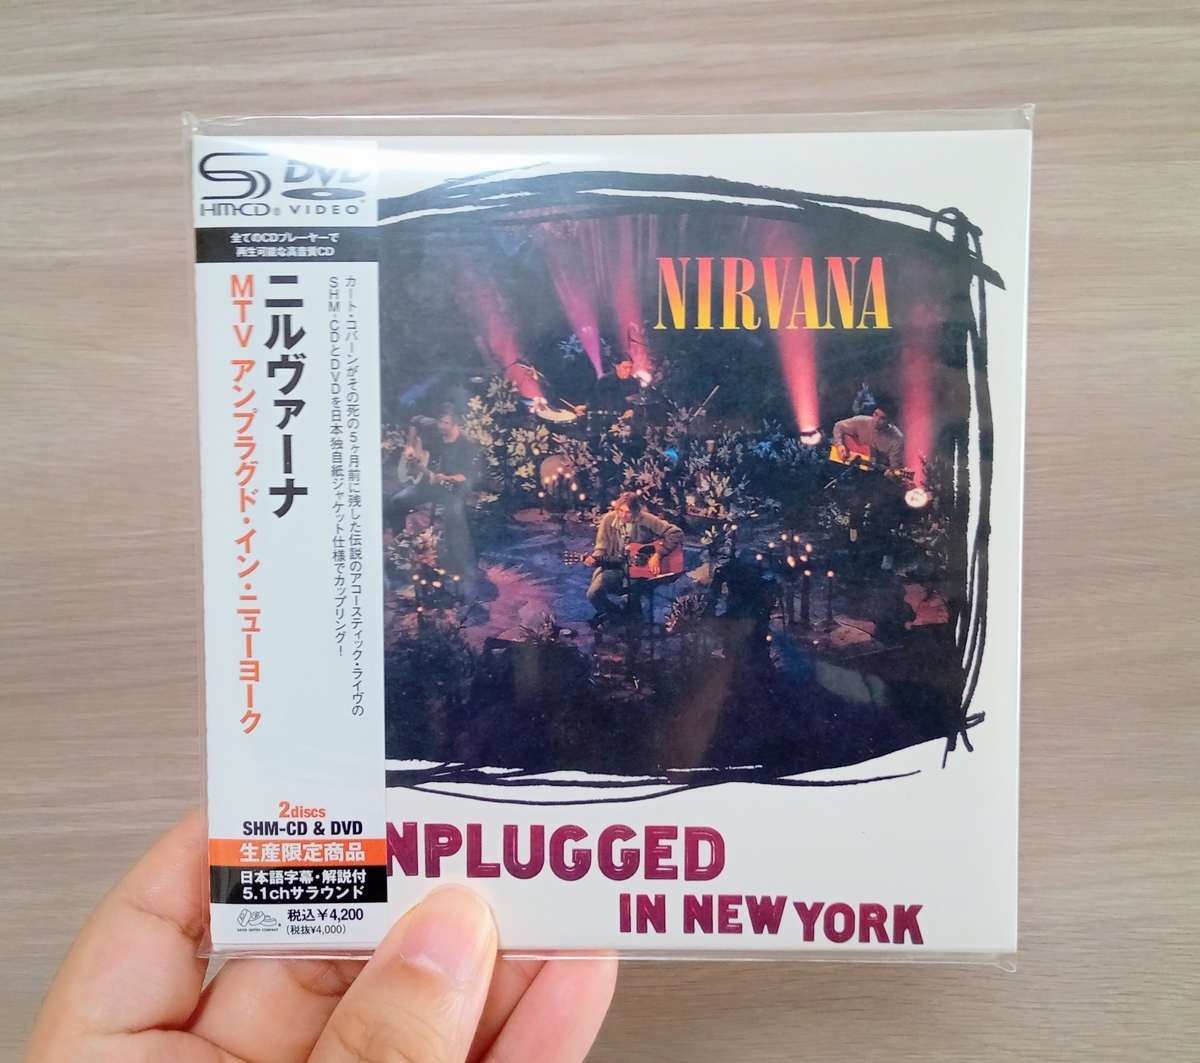 SHM-CD®
DVD
VIDEO™
全てのCDプレーヤーで
再生可能な高音質CD
カート・コバーンがその死の5ヶ月前に残した伝説のアコースティック・ライヴの
SHM-CDとDVDを日本独自紙ジャケット仕様でカップリング!
ニルヴァーナ
MTV アンプラグド・イン・ニューヨーク
2discs
SHM-CD & DVD
生産限定商品
日本語字幕・解説付
5.1chサラウンド
税込¥4,200
(税抜¥4,000)
NIRVANA
NPLUGGED
IN NEW YORK